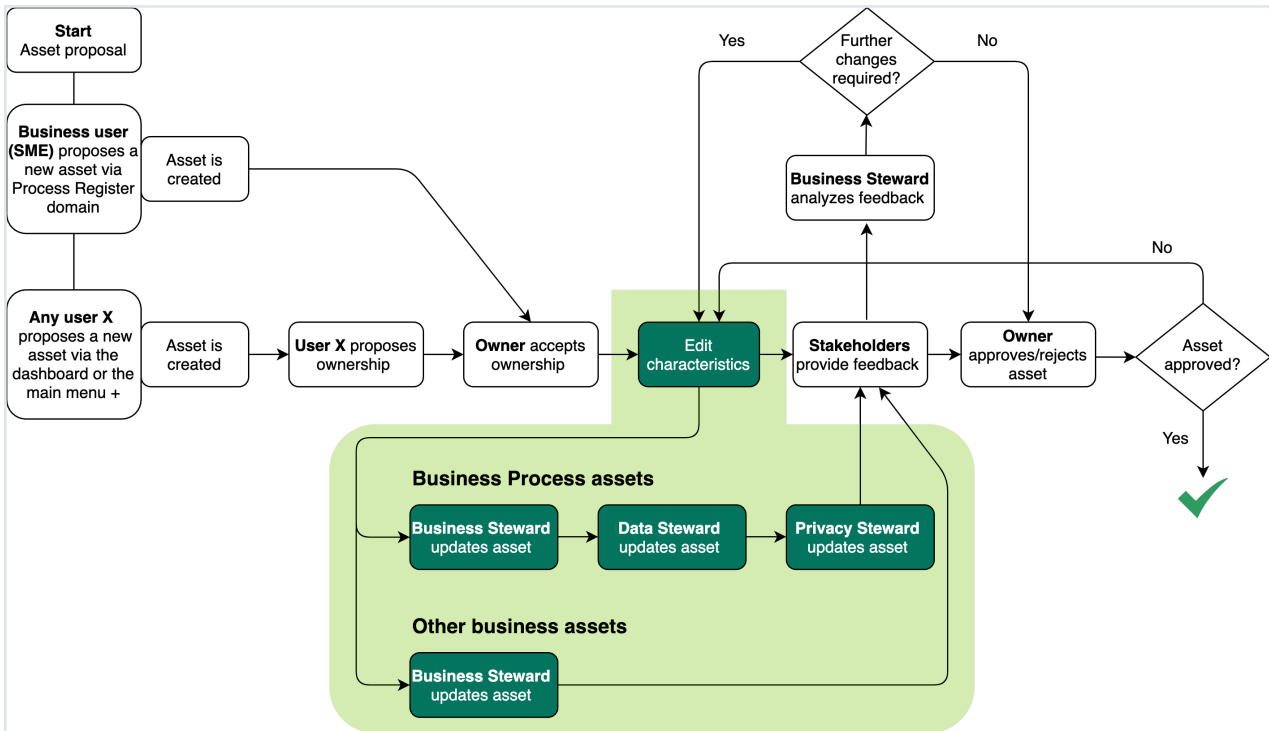 Start
Asset proposal
Business user
(SME) proposes a
new asset via
Process Register
domain
Asset is
created
Any user X
proposes a new
asset via the
dashboard or the
main menu +
Asset is
created
User X proposes
ownership
Owner accepts
ownership
Edit
characteristics
Stakeholders
provide feedback
Business Steward
analyzes feedback
Further
changes
required?
Yes
No
Owner
approves/rejects
asset
Asset
approved?
No
Yes
Business Process assets
Business Steward
updates asset
Data Steward
updates asset
Privacy Steward
updates asset
Other business assets
Business Steward
updates asset